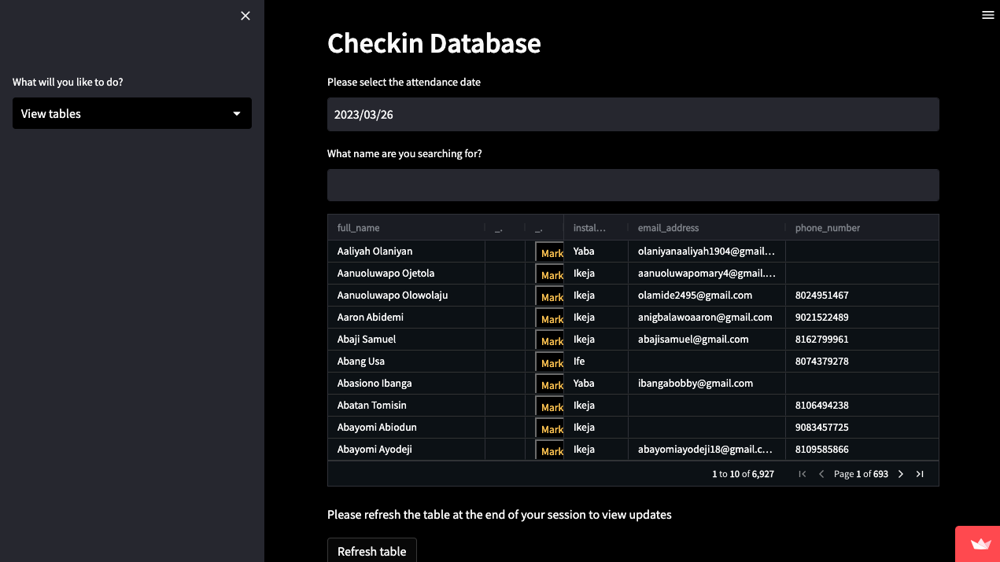 Checkin Database
What will you like to do?
View tables
Please select the attendance date
2023/03/26
What name are you searching for?
full_name _. _. instal… email_address phone_number
Aaliyah Olaniyan Mark Yaba olaniyanaaliyah1904@gmail…
Aanuoluwapo Ojetola Mark Ikeja aanuoluwapomary4@gmail.…
Aanuoluwapo Olowolaju Mark Ikeja olamide2495@gmail.com 8024951467
Aaron Abidemi Mark Ikeja anigbalawoaaron@gmail.com 9021522489
Abaji Samuel Mark Ikeja abajisamuel@gmail.com 8162799961
Abang Usa Mark Ife 8074379278
Abasiono Ibanga Mark Yaba ibangabobby@gmail.com
Abatan Tomisin Mark Ikeja 8106494238
Abayomi Abiodun Mark Ikeja 9083457725
Abayomi Ayodeji Mark Ikeja abayomiayodeji18@gmail.c… 8109585866
1 to 10 of 6,927 Page 1 of 693
Please refresh the table at the end of your session to view updates
Refresh table